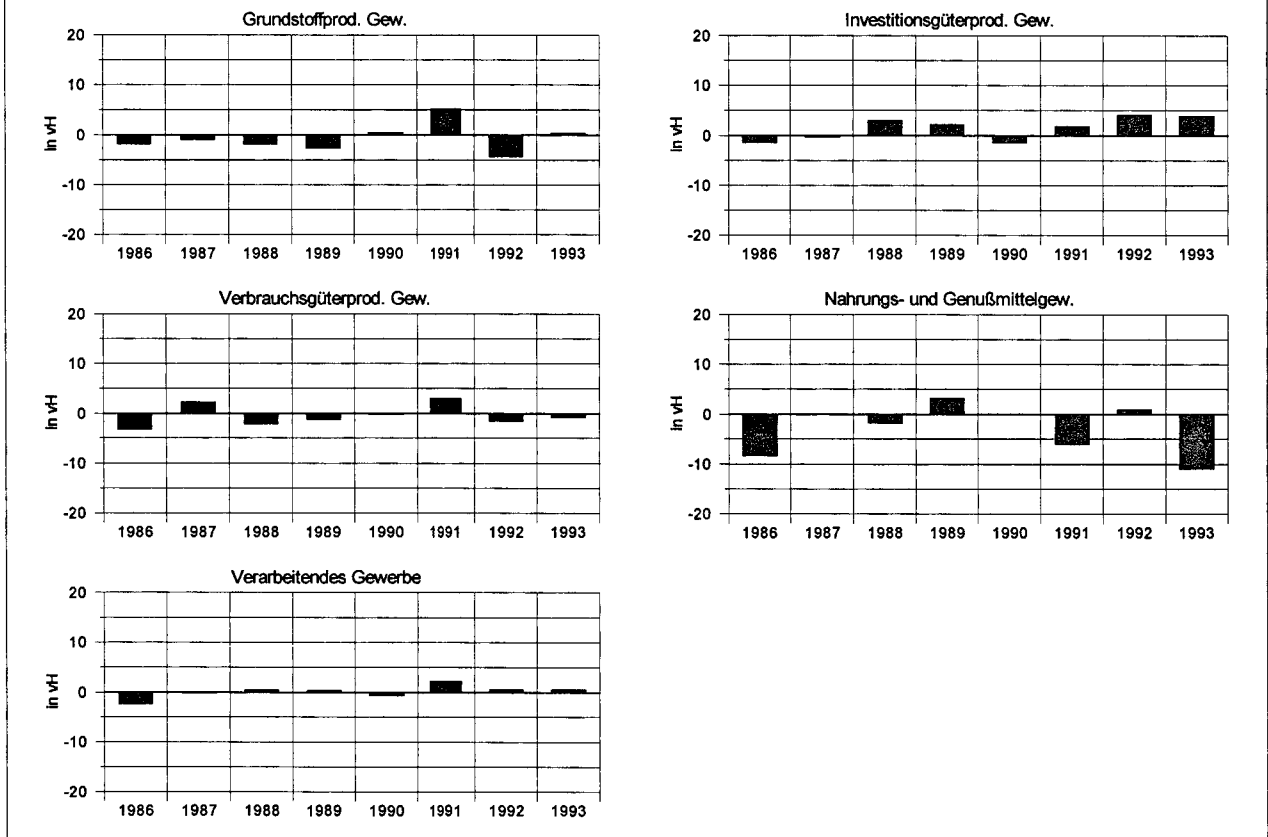 Grundstoffprod. Gew.
In vH
20
10
0
-10
-20
1986 1987 1988 1989 1990 1991 1992 1993
Investitionsgüterprod. Gew.
In vH
20
10
0
-10
-20
1986 1987 1988 1989 1990 1991 1992 1993
Verbrauchsgüterprod. Gew.
In vH
20
10
0
-10
-20
1986 1987 1988 1989 1990 1991 1992 1993
Nahrungs- und Genußmittelgew.
In vH
20
10
0
-10
-20
1986 1987 1988 1989 1990 1991 1992 1993
Verarbeitendes Gewerbe
In vH
20
10
0
-10
-20
1986 1987 1988 1989 1990 1991 1992 1993